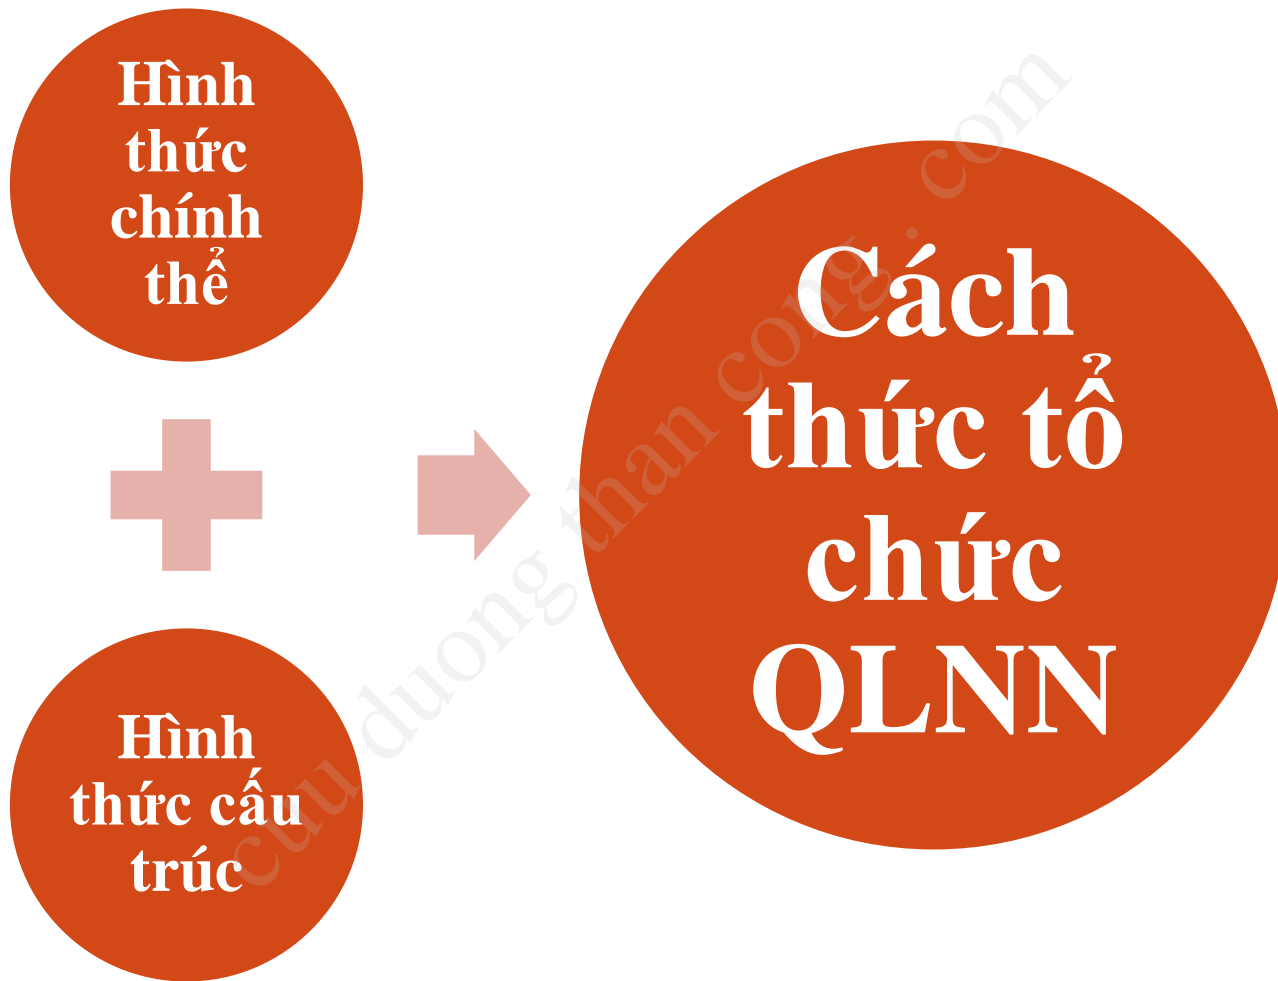 Hình
thức
chính
thể
Hình
thức cấu
trúc
Cách
thức tổ
chức
QLNN
cuu duong than cong . com